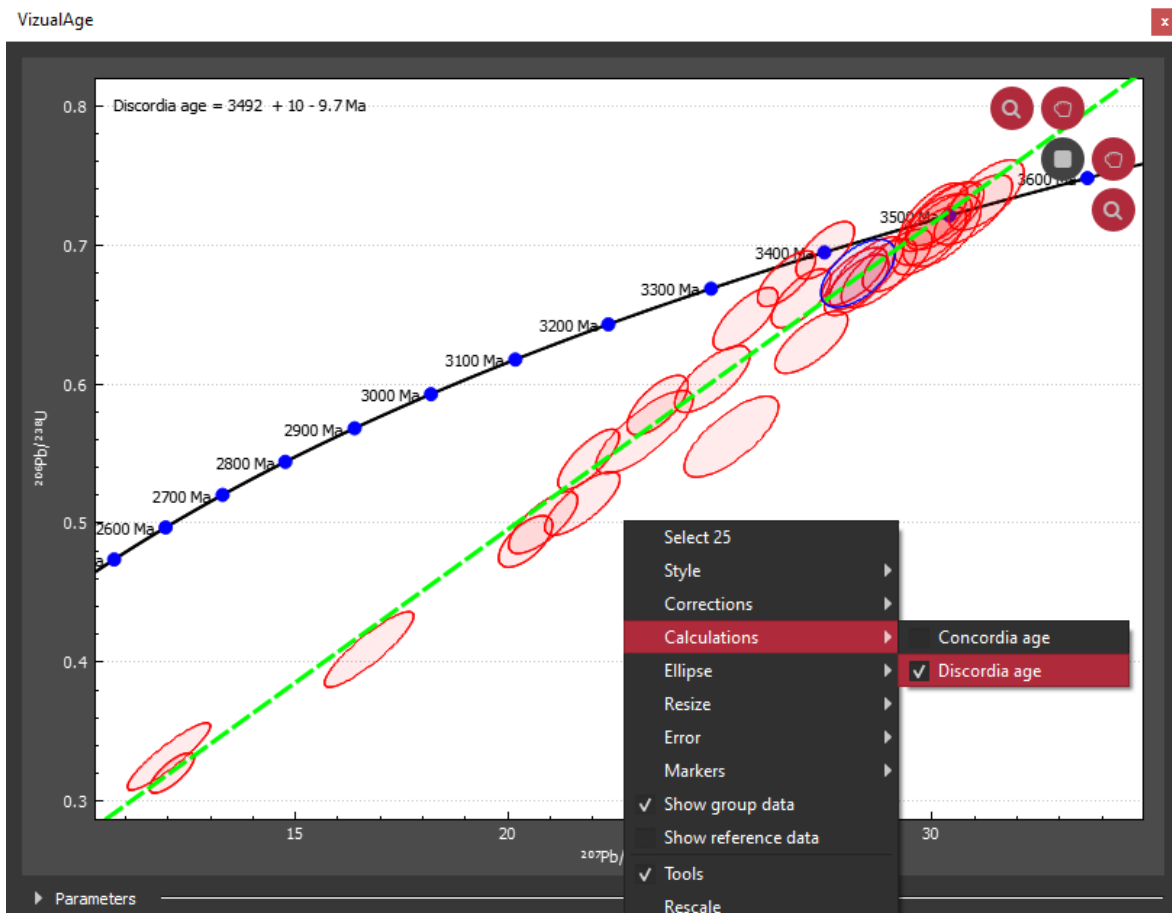 VizualAge
x
Discordia age = 3492 + 10 - 9.7 Ma
0.8
0.7
0.6
0.5
0.4
0.3
²⁰⁶Pb/²³⁸U
3600 Ma
3500 Ma
3400 Ma
3300 Ma
3200 Ma
3100 Ma
3000 Ma
2900 Ma
2800 Ma
2700 Ma
2600 Ma
a
15
20
30
²⁰⁷Pb/
Select 25
Style
Corrections
Calculations
Concordia age
Discordia age
Ellipse
Resize
Error
Markers
Show group data
Show reference data
Tools
Rescale
Parameters